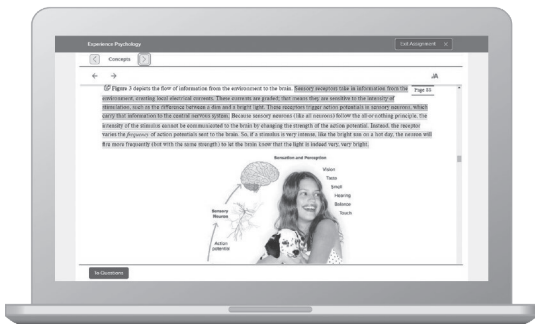 Experience Psychology
Exit Assignment X
< Concepts >
← → AA
Figure 3 depicts the flow of information from the environment to the brain. Sensory receptors take in information from the Page 93
environment, creating local electrical currents. These currents are graded; that means they are sensitive to the intensity of
stimulation, such as the difference between a dim and a bright light. These receptors trigger action potentials in sensory neurons, which
carry that information to the central nervous system. Because sensory neurons (like all neurons) follow the all-or-nothing principle, the
intensity of the stimulus cannot be communicated to the brain by changing the strength of the action potential. Instead, the receptor
varies the frequency of action potentials sent to the brain. So, if a stimulus is very intense, like the bright sun on a hot day, the neuron will
fire more frequently (but with the same strength) to let the brain know that the light is indeed very, very bright.
Sensation and Perception
Vision
Taste
Smell
Hearing
Balance
Touch
Sensory
Neuron
Action
potential
To Questions